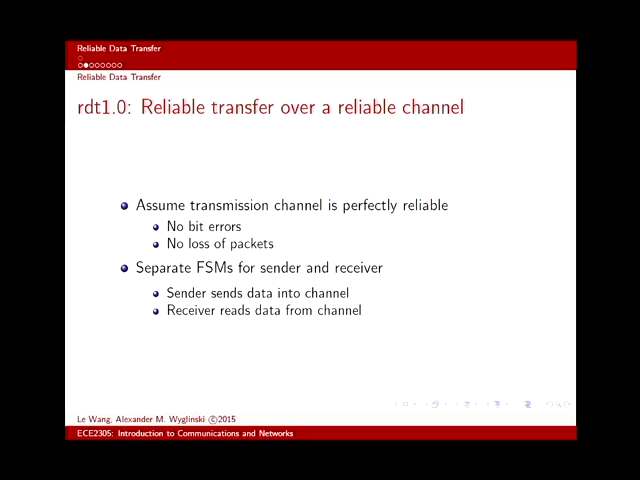 Reliable Data Transfer
Reliable Data Transfer
rdt1.0: Reliable transfer over a reliable channel
Assume transmission channel is perfectly reliable
No bit errors
No loss of packets
Separate FSMs for sender and receiver
Sender sends data into channel
Receiver reads data from channel
Le Wang, Alexander M. Wyglinski ©2015
ECE2305: Introduction to Communications and Networks